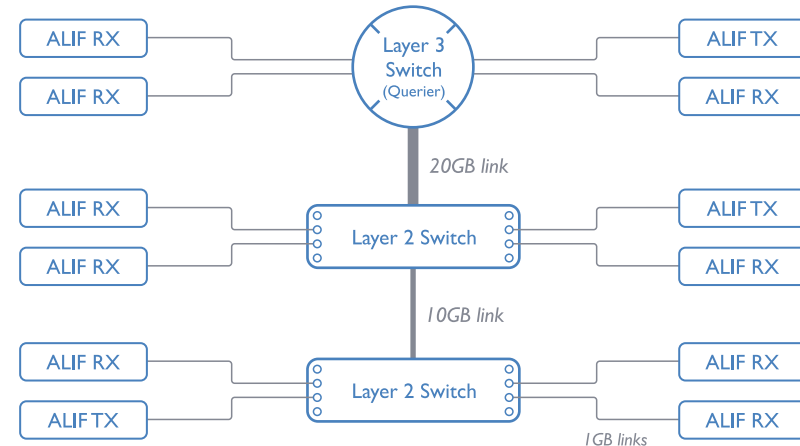 ALIF RX
ALIF RX
Layer 3
Switch
(Querier)
ALIF TX
ALIF RX
20GB link
ALIF RX
ALIF RX
Layer 2 Switch
ALIF TX
ALIF RX
10GB link
ALIF RX
ALIF TX
Layer 2 Switch
ALIF RX
ALIF RX
1GB links